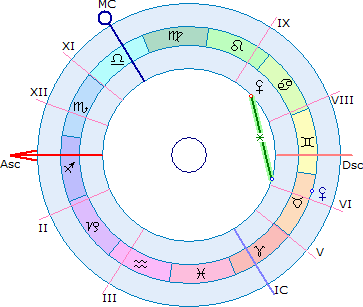 MC
IX
XI
♍
♌
♎
♀
♋
XII
VIII
♏
⚹
♊
Asc
Dsc
♐
♀
VI
♉
II
♑
♈
V
♒
♓
III
IC